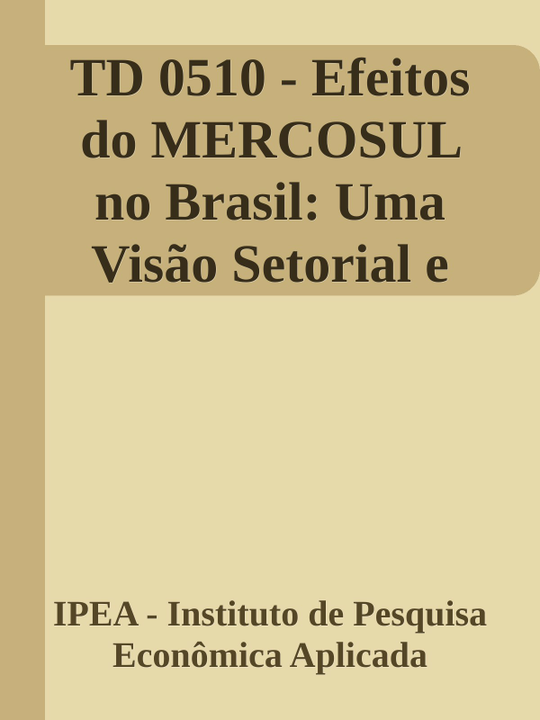 TD 0510 - Efeitos
do MERCOSUL
no Brasil: Uma
Visão Setorial e
IPEA - Instituto de Pesquisa
Econômica Aplicada